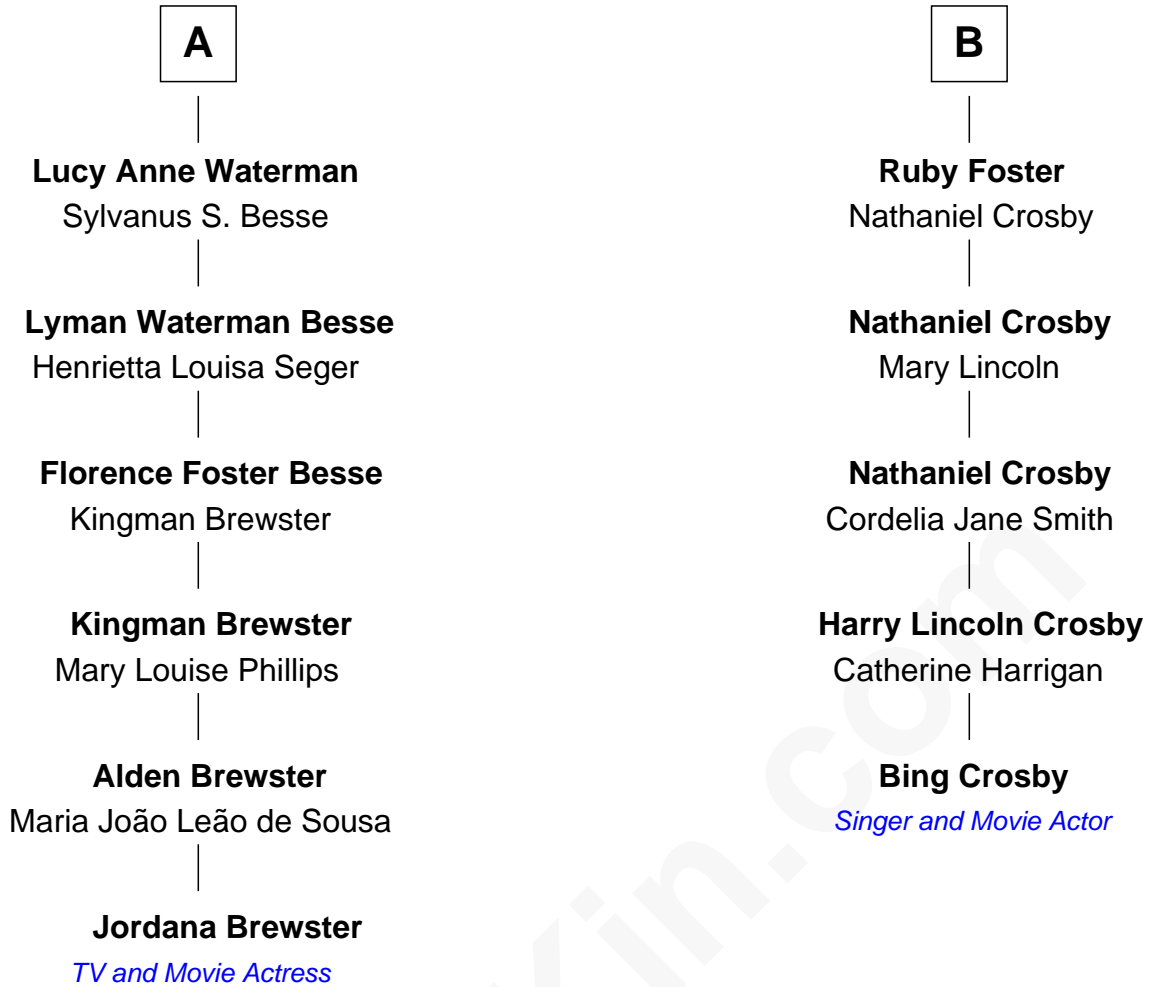 A
Lucy Anne Waterman
Sylvanus S. Besse
Lyman Waterman Besse
Henrietta Louisa Seger
Florence Foster Besse
Kingman Brewster
Kingman Brewster
Mary Louise Phillips
Alden Brewster
Maria João Leão de Sousa
Jordana Brewster
TV and Movie Actress
B
Ruby Foster
Nathaniel Crosby
Nathaniel Crosby
Mary Lincoln
Nathaniel Crosby
Cordelia Jane Smith
Harry Lincoln Crosby
Catherine Harrigan
Bing Crosby
Singer and Movie Actor
Kin.com